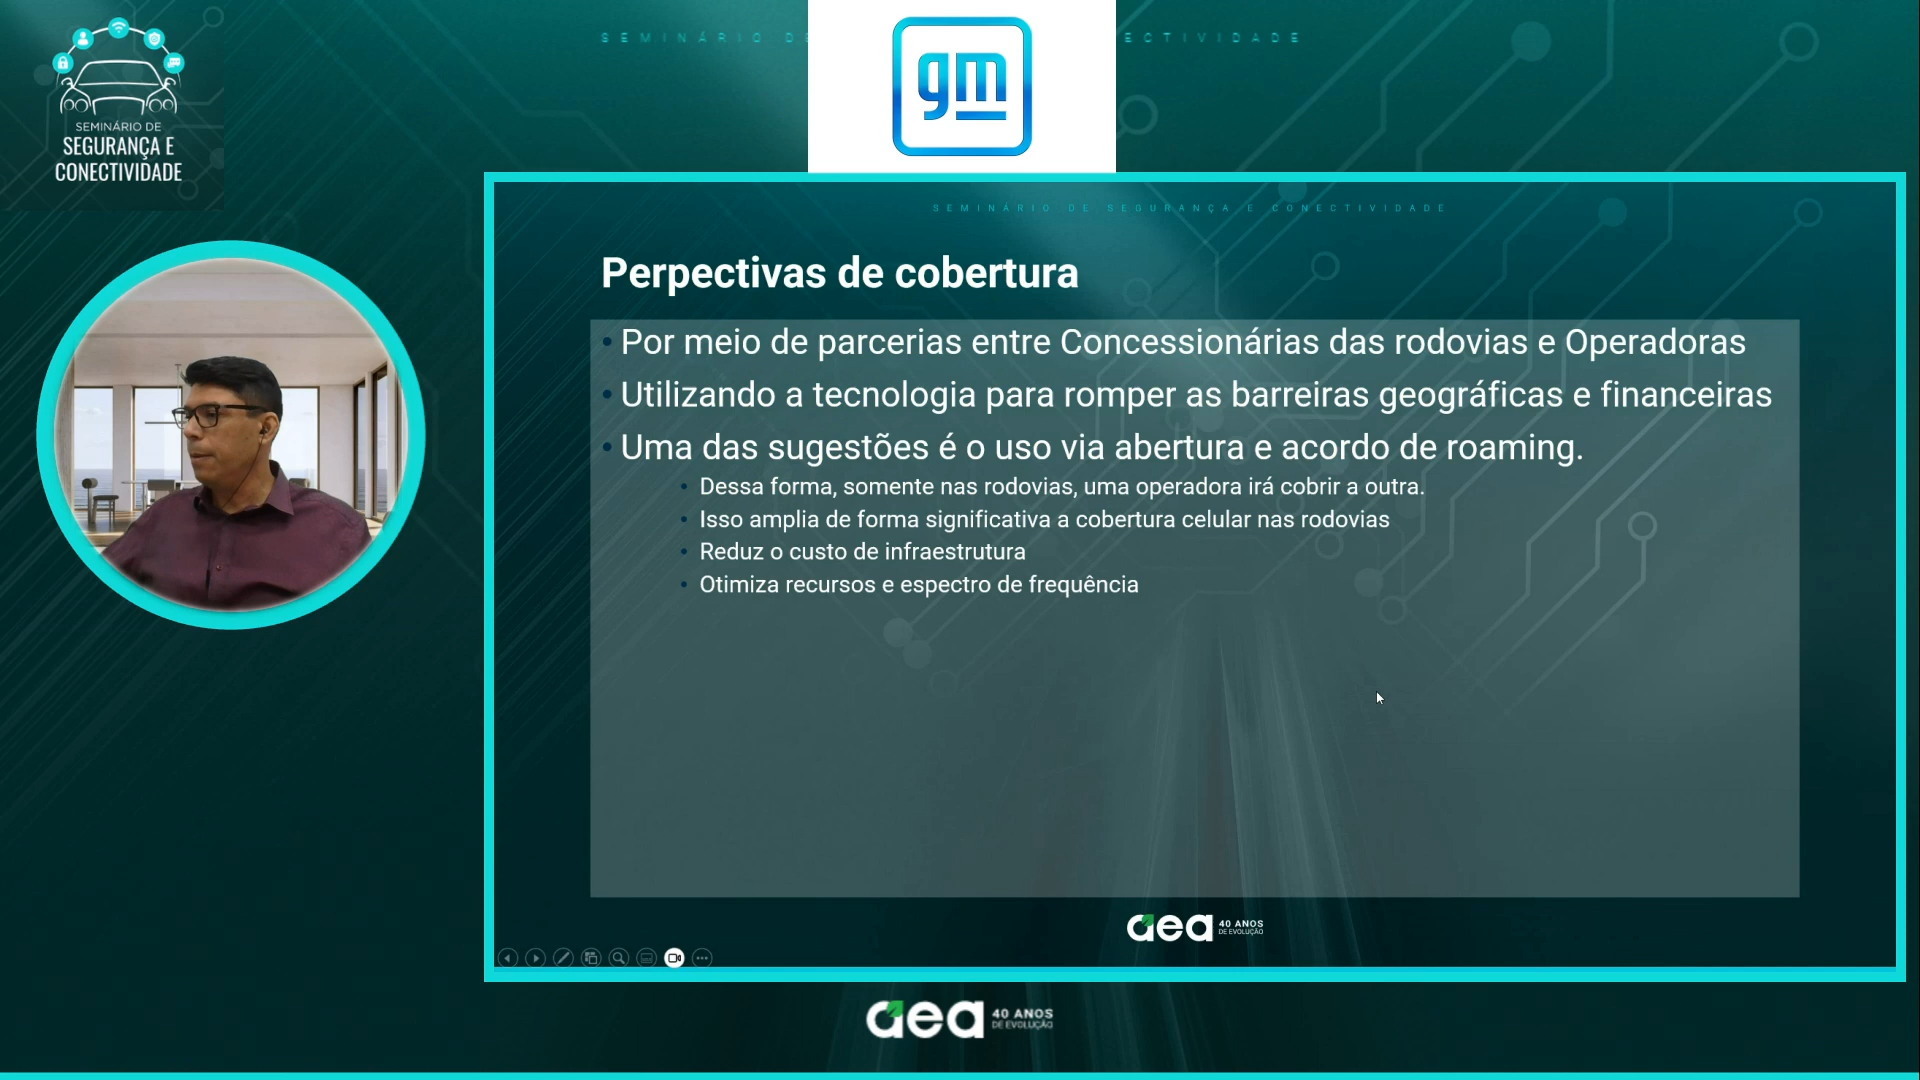 SEMINÁRIO DE
SEGURANÇA E
CONECTIVIDADE
SEMINÁRIO DE
ECTIVIDADE
gm
SEMINÁRIO DE SEGURANÇA E CONECTIVIDADE
Perpectivas de cobertura
• Por meio de parcerias entre Concessionárias das rodovias e Operadoras
• Utilizando a tecnologia para romper as barreiras geográficas e financeiras
• Uma das sugestões é o uso via abertura e acordo de roaming.
• Dessa forma, somente nas rodovias, uma operadora irá cobrir a outra.
• Isso amplia de forma significativa a cobertura celular nas rodovias
• Reduz o custo de infraestrutura
• Otimiza recursos e espectro de frequência
aea 40 ANOS
DE EVOLUÇÃO
aea 40 ANOS
DE EVOLUÇÃO